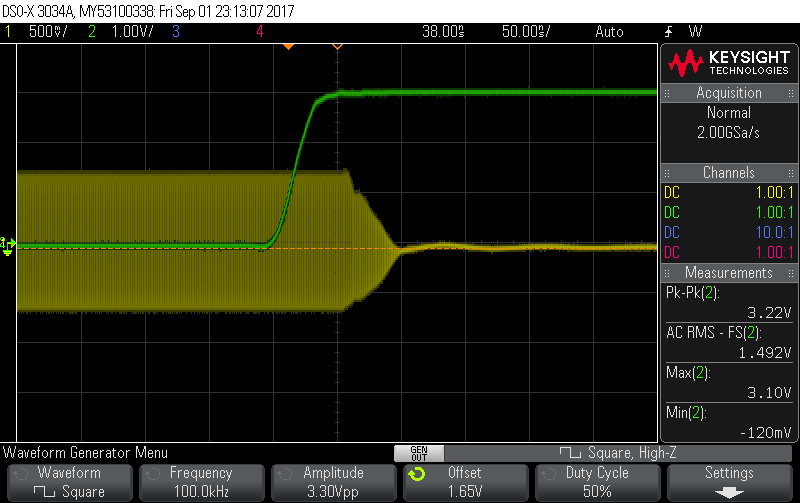 DSO-X 3034A, MY53100338: Fri Sep 01 23:13:07 2017
1 500mV/ 2 1.00V/ 3 4 38.00ns 50.00ns/ Auto W
KEYSIGHT
TECHNOLOGIES
Acquisition
Normal
2.00GSa/s
Channels
DC 1.00:1
DC 1.00:1
DC 10.0:1
DC 1.00:1
Measurements
Pk-Pk(2):
3.22V
AC RMS - FS(2):
1.492V
Max(2):
3.10V
Min(2):
-120mV
Waveform Generator Menu
GEN
OUT
Square, High-Z
Waveform
Square
Frequency
100.0kHz
Amplitude
3.30Vpp
Offset
1.65V
Duty Cycle
50%
Settings